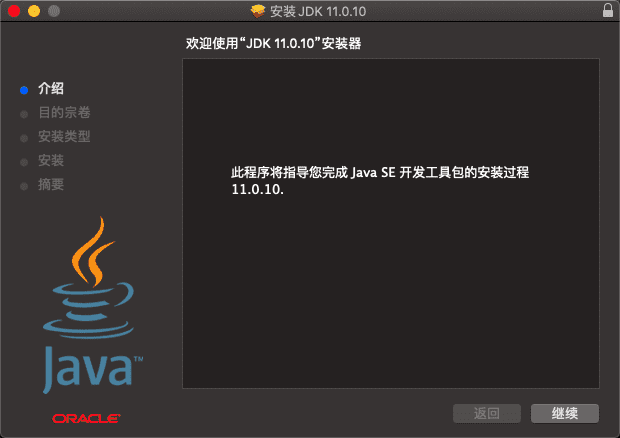 安装 JDK 11.0.10
欢迎使用“JDK 11.0.10”安装器
介绍
目的宗卷
安装类型
安装
摘要
此程序将指导您完成 Java SE 开发工具包的安装过程
11.0.10.
Java™
ORACLE
返回
继续